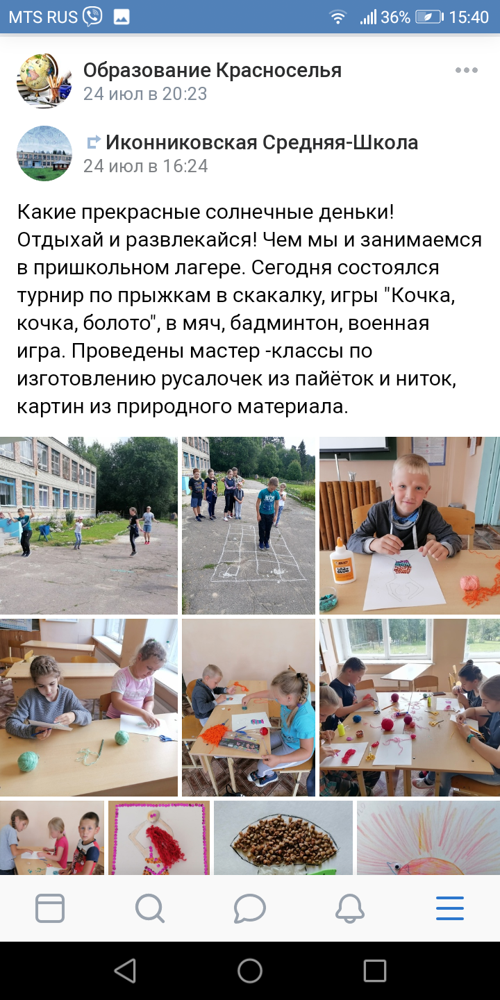 MTS RUS
36%
15:40
Образование Красноселья
24 июл в 20:23
Иконниковская Средняя-Школа
24 июл в 16:24
Какие прекрасные солнечные деньки!
Отдыхай и развлекайся! Чем мы и занимаемся
в пришкольном лагере. Сегодня состоялся
турнир по прыжкам в скакалку, игры "Кочка,
кочка, болото", в мяч, бадминтон, военная
игра. Проведены мастер -классы по
изготовлению русалочек из пайёток и ниток,
картин из природного материала.